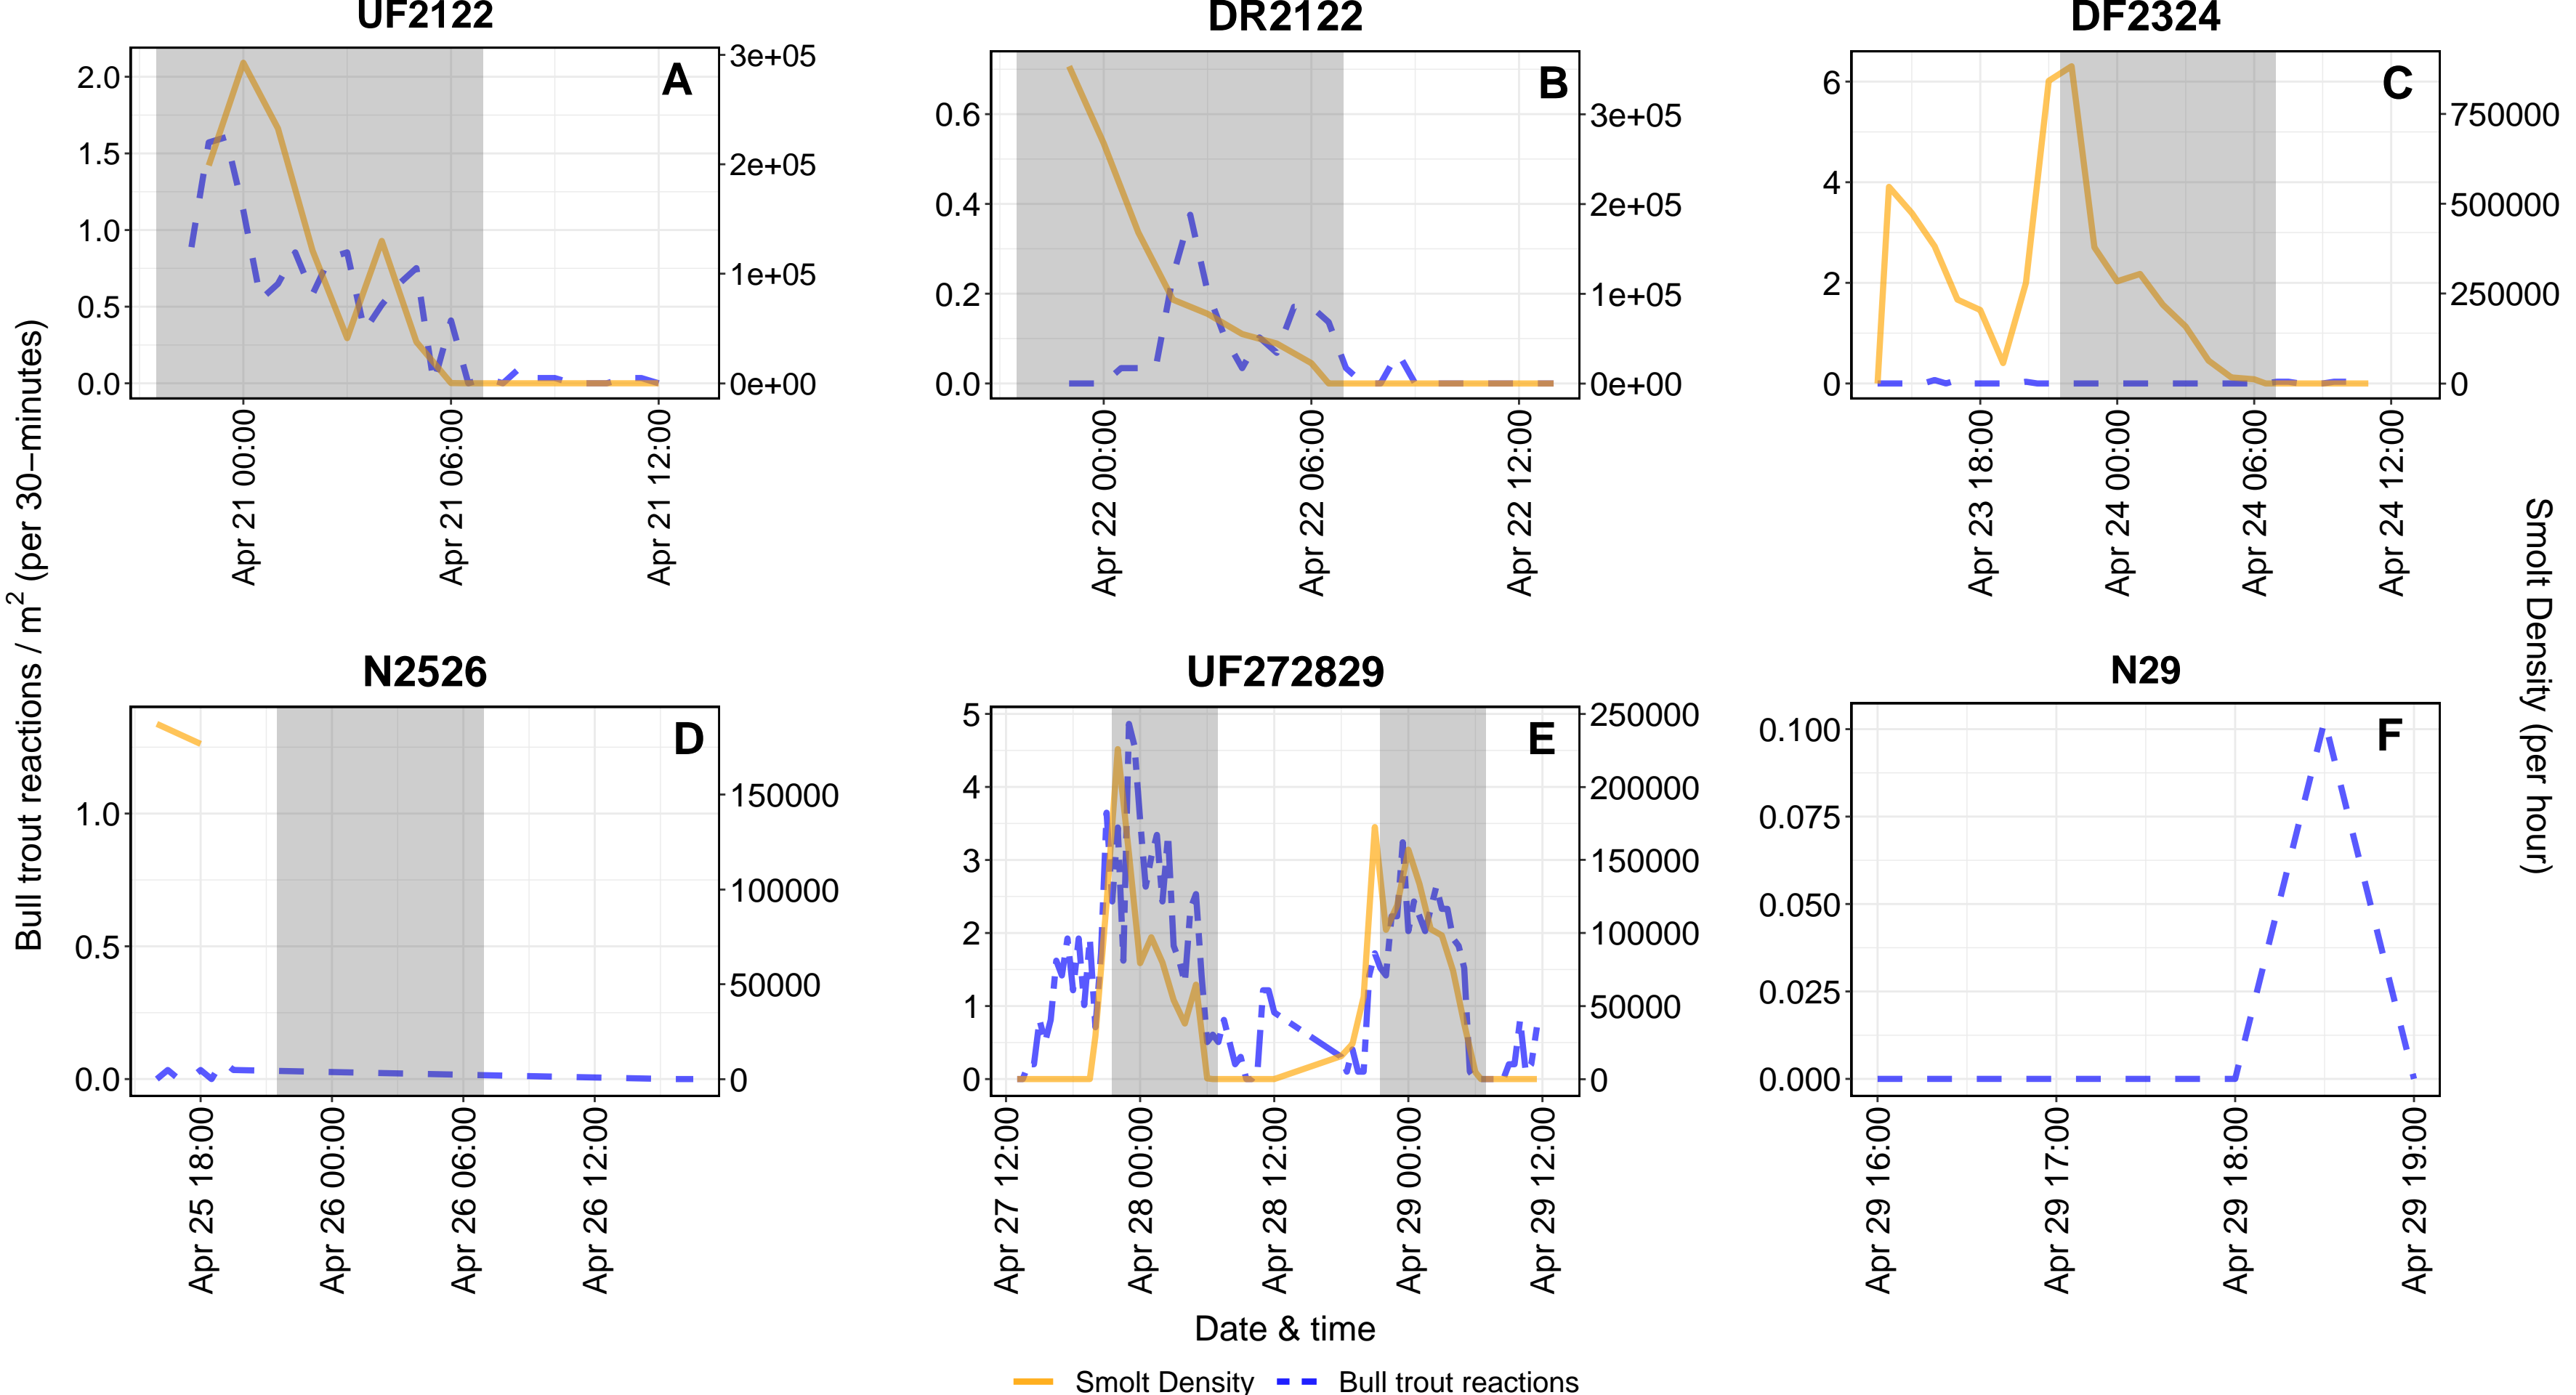 UF2122
DR2122
DF2324
A
2.0
1.5
1.0
0.5
0.0
3e+05
2e+05
1e+05
0e+00
Apr 21 00:00
Apr 21 06:00
Apr 21 12:00
B
0.6
0.4
0.2
0.0
3e+05
2e+05
1e+05
0e+00
Apr 22 00:00
Apr 22 06:00
Apr 22 12:00
C
6
4
2
0
750000
500000
250000
0
Apr 23 18:00
Apr 24 00:00
Apr 24 06:00
Apr 24 12:00
Bull trout reactions / m² (per 30−minutes)
Smolt Density (per hour)
N2526
UF272829
N29
D
1.0
0.5
0.0
150000
100000
50000
0
Apr 25 18:00
Apr 26 00:00
Apr 26 06:00
Apr 26 12:00
E
5
4
3
2
1
0
250000
200000
150000
100000
50000
0
Apr 27 12:00
Apr 28 00:00
Apr 28 12:00
Apr 29 00:00
Apr 29 12:00
F
0.100
0.075
0.050
0.025
0.000
Apr 29 16:00
Apr 29 17:00
Apr 29 18:00
Apr 29 19:00
Date & time
Smolt Density
Bull trout reactions